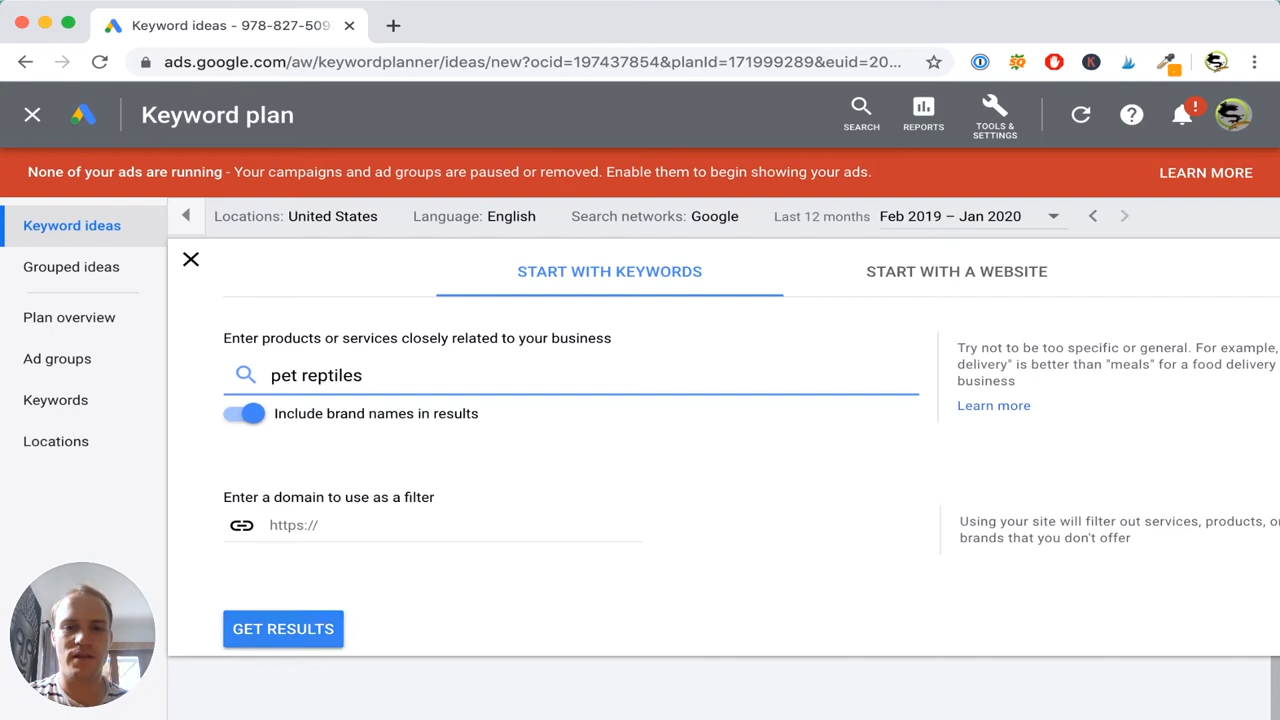 Keyword ideas - 978-827-509
ads.google.com/aw/keywordplanner/ideas/new?ocid=197437854&planId=171999289&euid=20...
Keyword plan
SEARCH
REPORTS
TOOLS &
SETTINGS
!
None of your ads are running - Your campaigns and ad groups are paused or removed. Enable them to begin showing your ads.
LEARN MORE
Keyword ideas
Grouped ideas
Plan overview
Ad groups
Keywords
Locations
Locations: United States
Language: English
Search networks: Google
Last 12 months
Feb 2019 – Jan 2020
START WITH KEYWORDS
START WITH A WEBSITE
Enter products or services closely related to your business
pet reptiles
Include brand names in results
Try not to be too specific or general. For example,
delivery" is better than "meals" for a food delivery
business
Learn more
Enter a domain to use as a filter
https://
Using your site will filter out services, products, or
brands that you don't offer
GET RESULTS